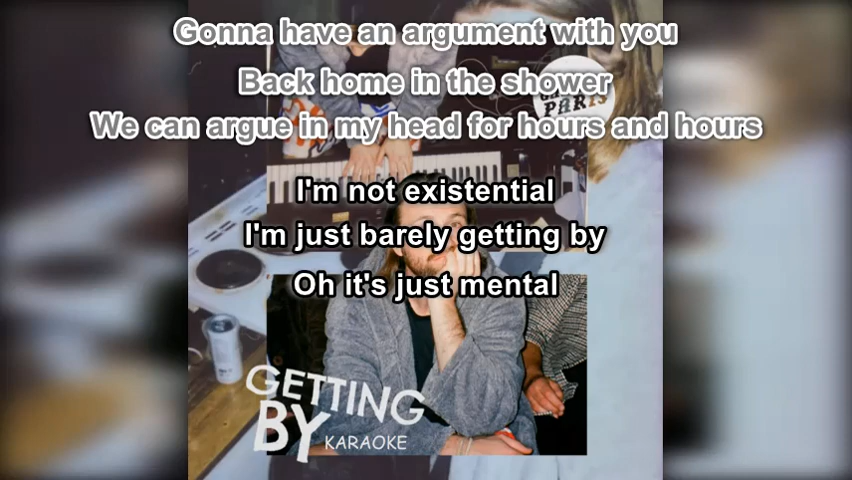 Gonna have an argument with you
Back home in the shower
PARIS
We can argue in my head for hours and hours
I'm not existential
I'm just barely getting by
Oh it's just mental
GETTING
BY KARAOKE